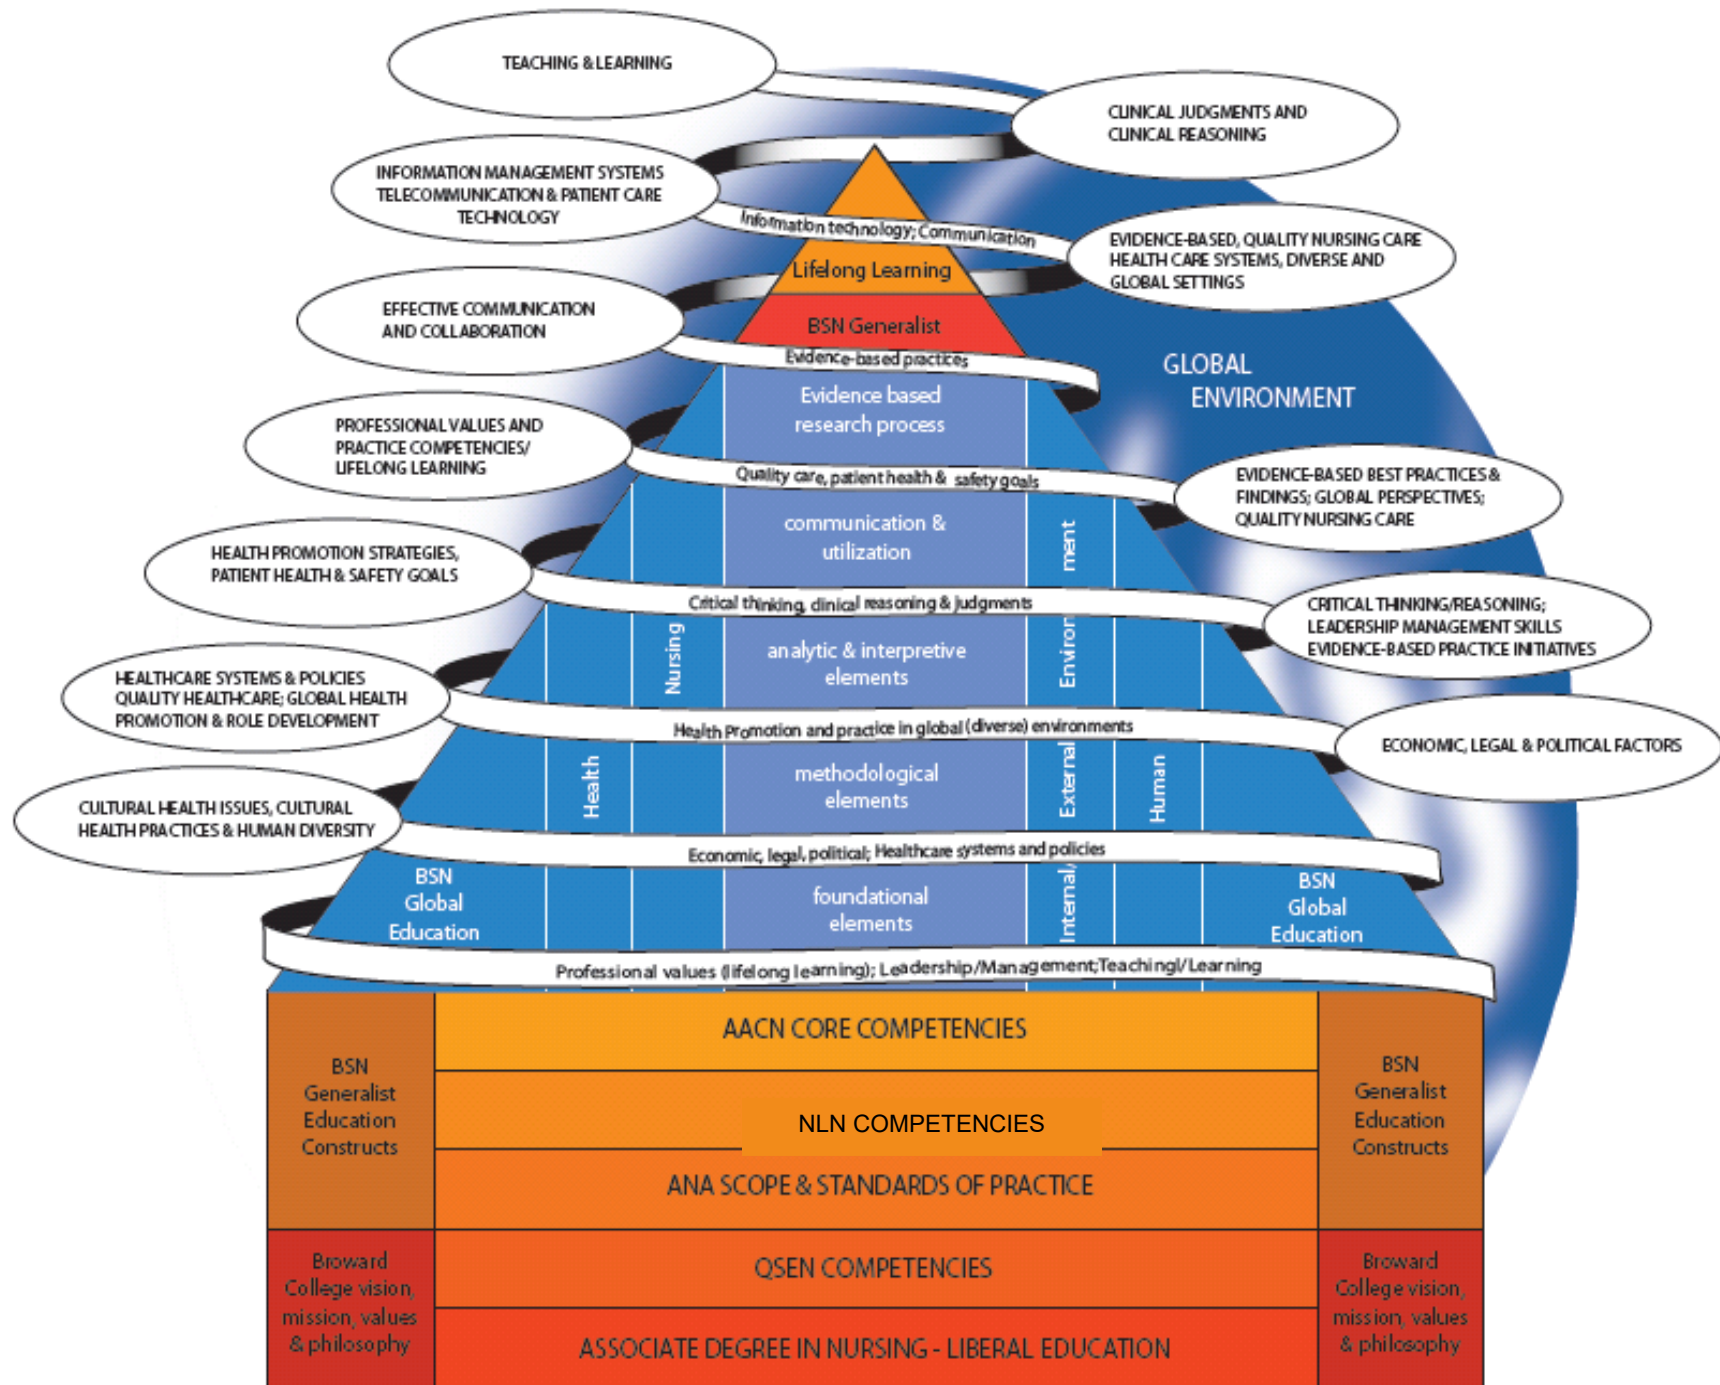 TEACHING & LEARNING
CLINICAL JUDGMENTS AND
CLINICAL REASONING
INFORMATION MANAGEMENT SYSTEMS
TELECOMMUNICATION & PATIENT CARE
TECHNOLOGY
Information technology; Communication
EVIDENCE-BASED, QUALITY NURSING CARE
HEALTH CARE SYSTEMS, DIVERSE AND
GLOBAL SETTINGS
Lifelong Learning
EFFECTIVE COMMUNICATION
AND COLLABORATION
BSN Generalist
Evidence-based practices
GLOBAL
ENVIRONMENT
Evidence based
research process
PROFESSIONAL VALUES AND
PRACTICE COMPETENCIES/
LIFELONG LEARNING
Quality care, patient health & safety goals
EVIDENCE-BASED BEST PRACTICES &
FINDINGS; GLOBAL PERSPECTIVES;
QUALITY NURSING CARE
communication &
utilization
HEALTH PROMOTION STRATEGIES,
PATIENT HEALTH & SAFETY GOALS
Critical thinking, clinical reasoning & judgments
CRITICAL THINKING/REASONING;
LEADERSHIP MANAGEMENT SKILLS
EVIDENCE-BASED PRACTICE INITIATIVES
Nursing
analytic & interpretive
elements
HEALTHCARE SYSTEMS & POLICIES
QUALITY HEALTHCARE; GLOBAL HEALTH
PROMOTION & ROLE DEVELOPMENT
Health Promotion and practice in global (diverse) environments
ECONOMIC, LEGAL & POLITICAL FACTORS
Health
methodological
elements
Internal/ External Environ ment
Human
CULTURAL HEALTH ISSUES, CULTURAL
HEALTH PRACTICES & HUMAN DIVERSITY
Economic, legal, political; Healthcare systems and policies
BSN
Global
Education
foundational
elements
BSN
Global
Education
Professional values (lifelong learning); Leadership/Management;Teachingl/Learning
BSN
Generalist
Education
Constructs
AACN CORE COMPETENCIES
NLN COMPETENCIES
ANA SCOPE & STANDARDS OF PRACTICE
BSN
Generalist
Education
Constructs
Broward
College vision,
mission, values
& philosophy
QSEN COMPETENCIES
ASSOCIATE DEGREE IN NURSING - LIBERAL EDUCATION
Broward
College vision,
mission, values
& philosophy